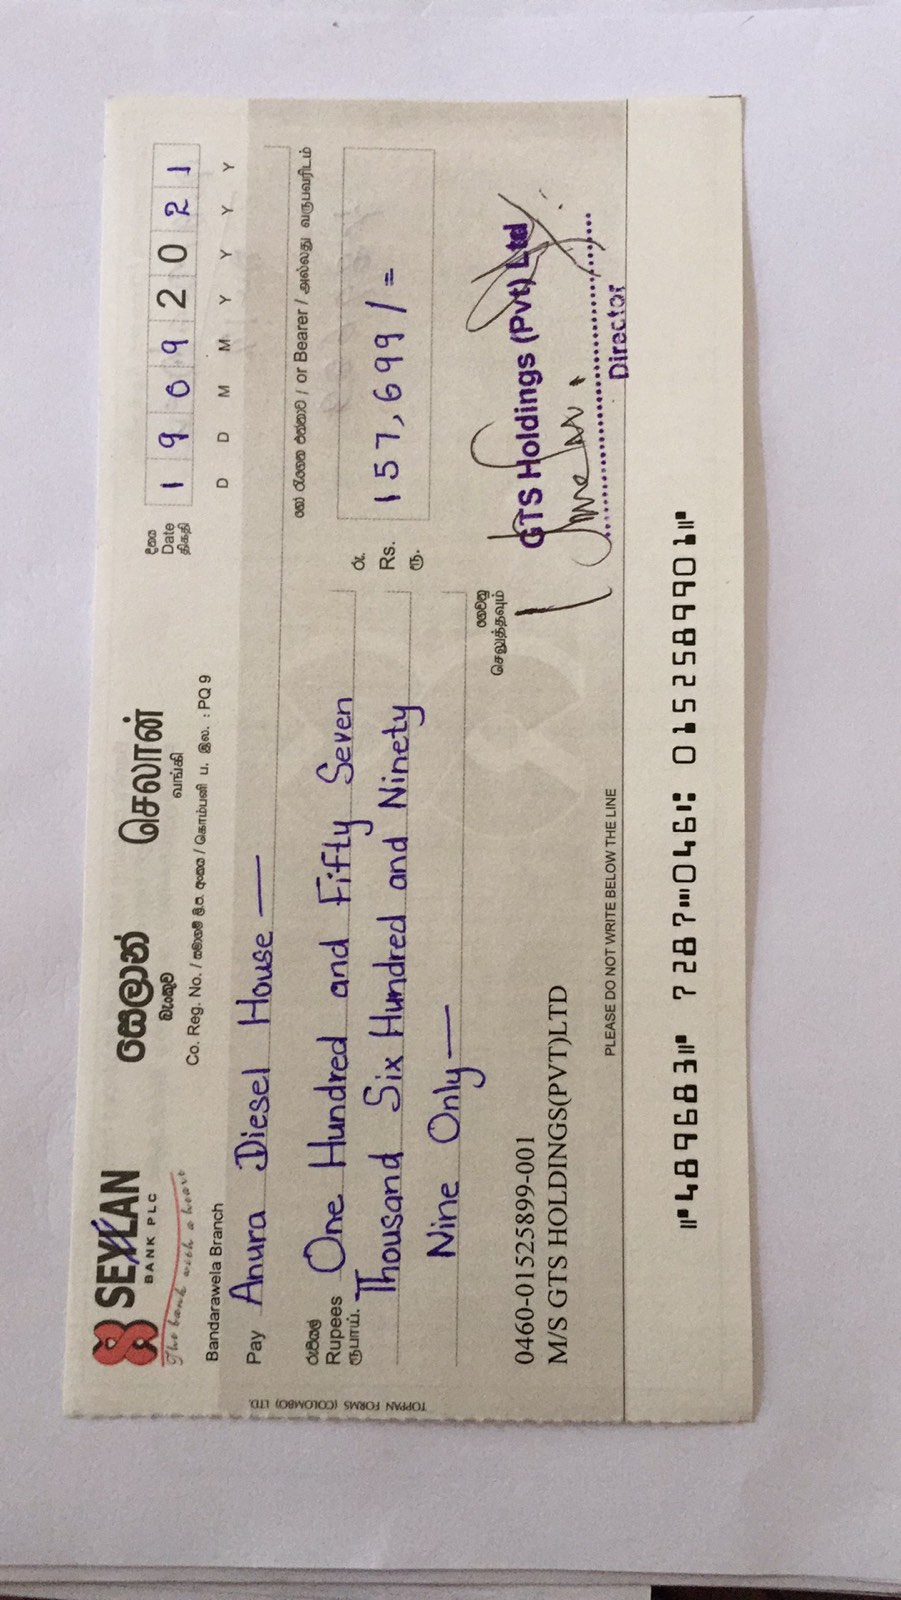 SEYLAN
BANK PLC
The bank with a heart
සෙලාන්
බැංකුව
செலான்
வங்கி
Co. Reg. No. / සමාගම් ලි.ප. අංකය / கொம்பனி ப. இல. : PQ 9
Bandarawela Branch
දිනය
Date
திகதி
1 9 0 9 2 0 2 1
D D M M Y Y Y Y
Pay Anura Diesel House —
හෝ රැගෙන එන්නාට / or Bearer / அல்லது வருபவரிடம்
රුපියල්
Rupees One Hundred and Fifty Seven
ரூபாய்.
Thousand Six Hundred and Ninety
Nine Only —
රු.
Rs. 157,699/=
ரூ.
ගෙවනු
செலுத்தவும்
GTS Holdings (Pvt) Ltd
Director
0460-01525899-001
M/S GTS HOLDINGS(PVT)LTD
PLEASE DO NOT WRITE BELOW THE LINE
⑈489683⑈ 7287⑉046⑆ 0152589901⑈
TOPPAN FORMS (COLOMBO) LTD.